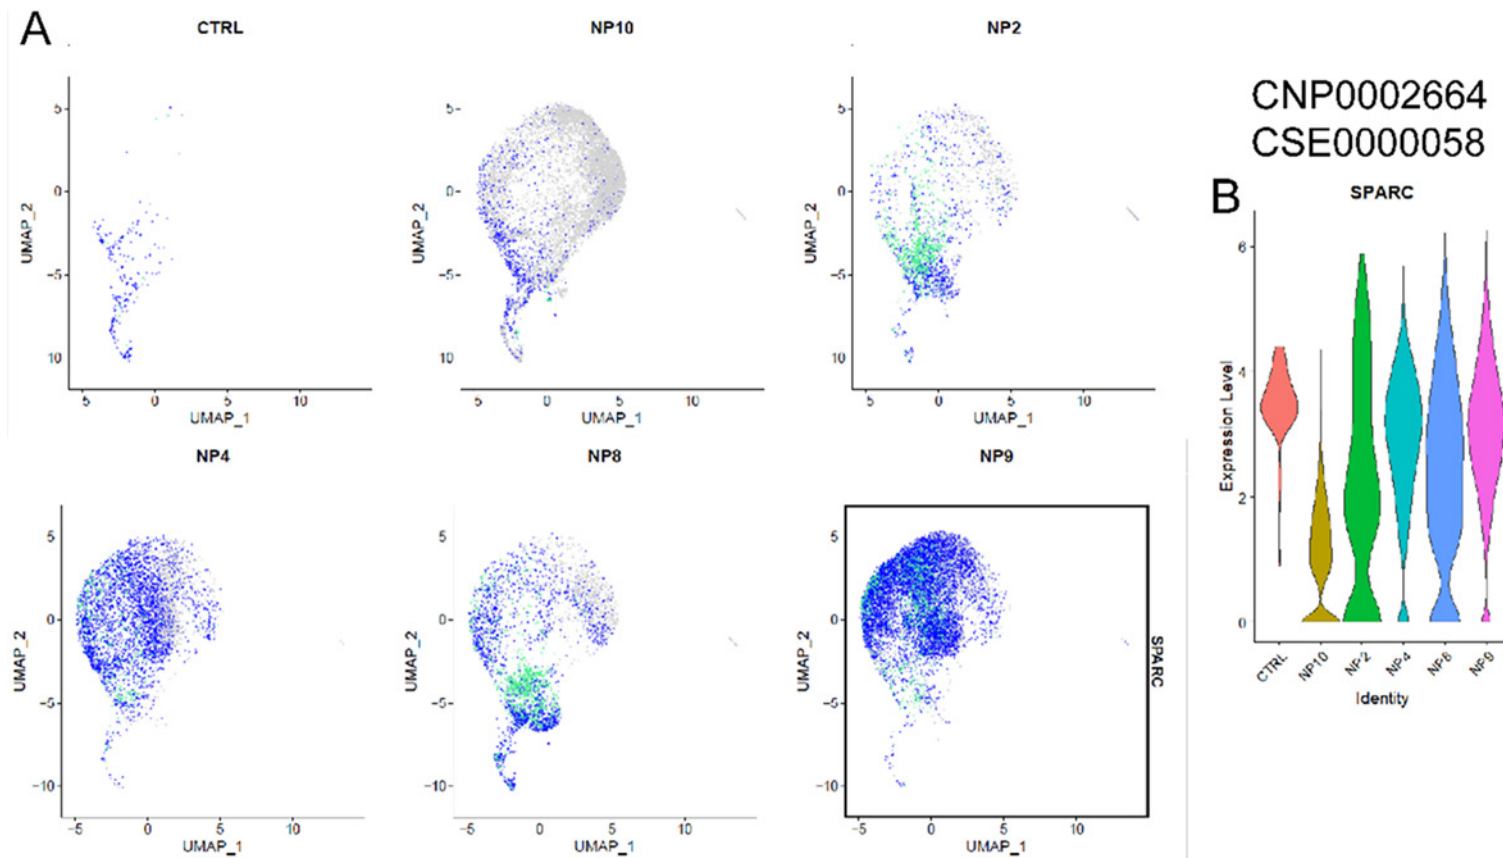 A
CTRL
NP10
NP2
5
0
-5
10
UMAP_2
5 0 5 10
UMAP_1
5-
0-
-5-
10-
UMAP_2
5 0 5 10
UMAP_1
5
0
-5
10
UMAP_2
5 0 5 10
UMAP_1
NP4
NP8
NP9
5
0
-5
-10
UMAP_2
-5 0 10
UMAP_1
5
0
-5
-10
UMAP_2
-5 0 5 10
UMAP_1
5
0
-5
-10
UMAP_2
-5 0 5 10
UMAP_1
SPARC
CNP0002664
CSE0000058
B
SPARC
6
4
2
0
Expression Level
CTRL NP10 NP2 NP4 NP8 NP9
Identity